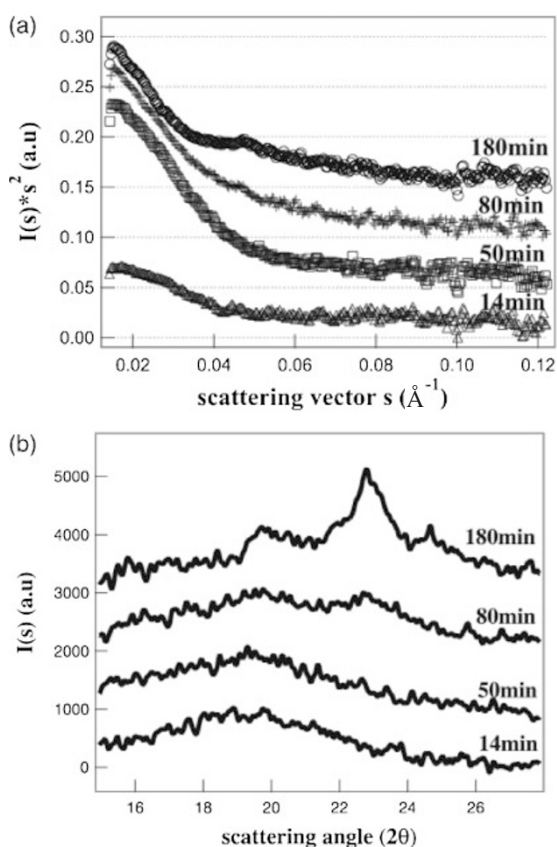 (a)
I(s)*s² (a.u)
0.30
0.25
0.20
0.15
0.10
0.05
0.00
180min
80min
50min
14min
0.02 0.04 0.06 0.08 0.10 0.12
scattering vector s (Å⁻¹)
(b)
I(s) (a.u)
5000
4000
3000
2000
1000
0
180min
80min
50min
14min
16 18 20 22 24 26
scattering angle (2θ)